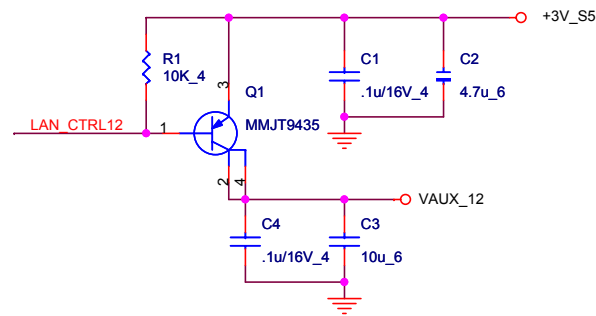 +3V_S5
R1
10K_4
C1
.1u/16V_4
C2
4.7u_6
3
Q1
MMJT9435
LAN_CTRL12
1
2
4
VAUX_12
C4
.1u/16V_4
C3
10u_6